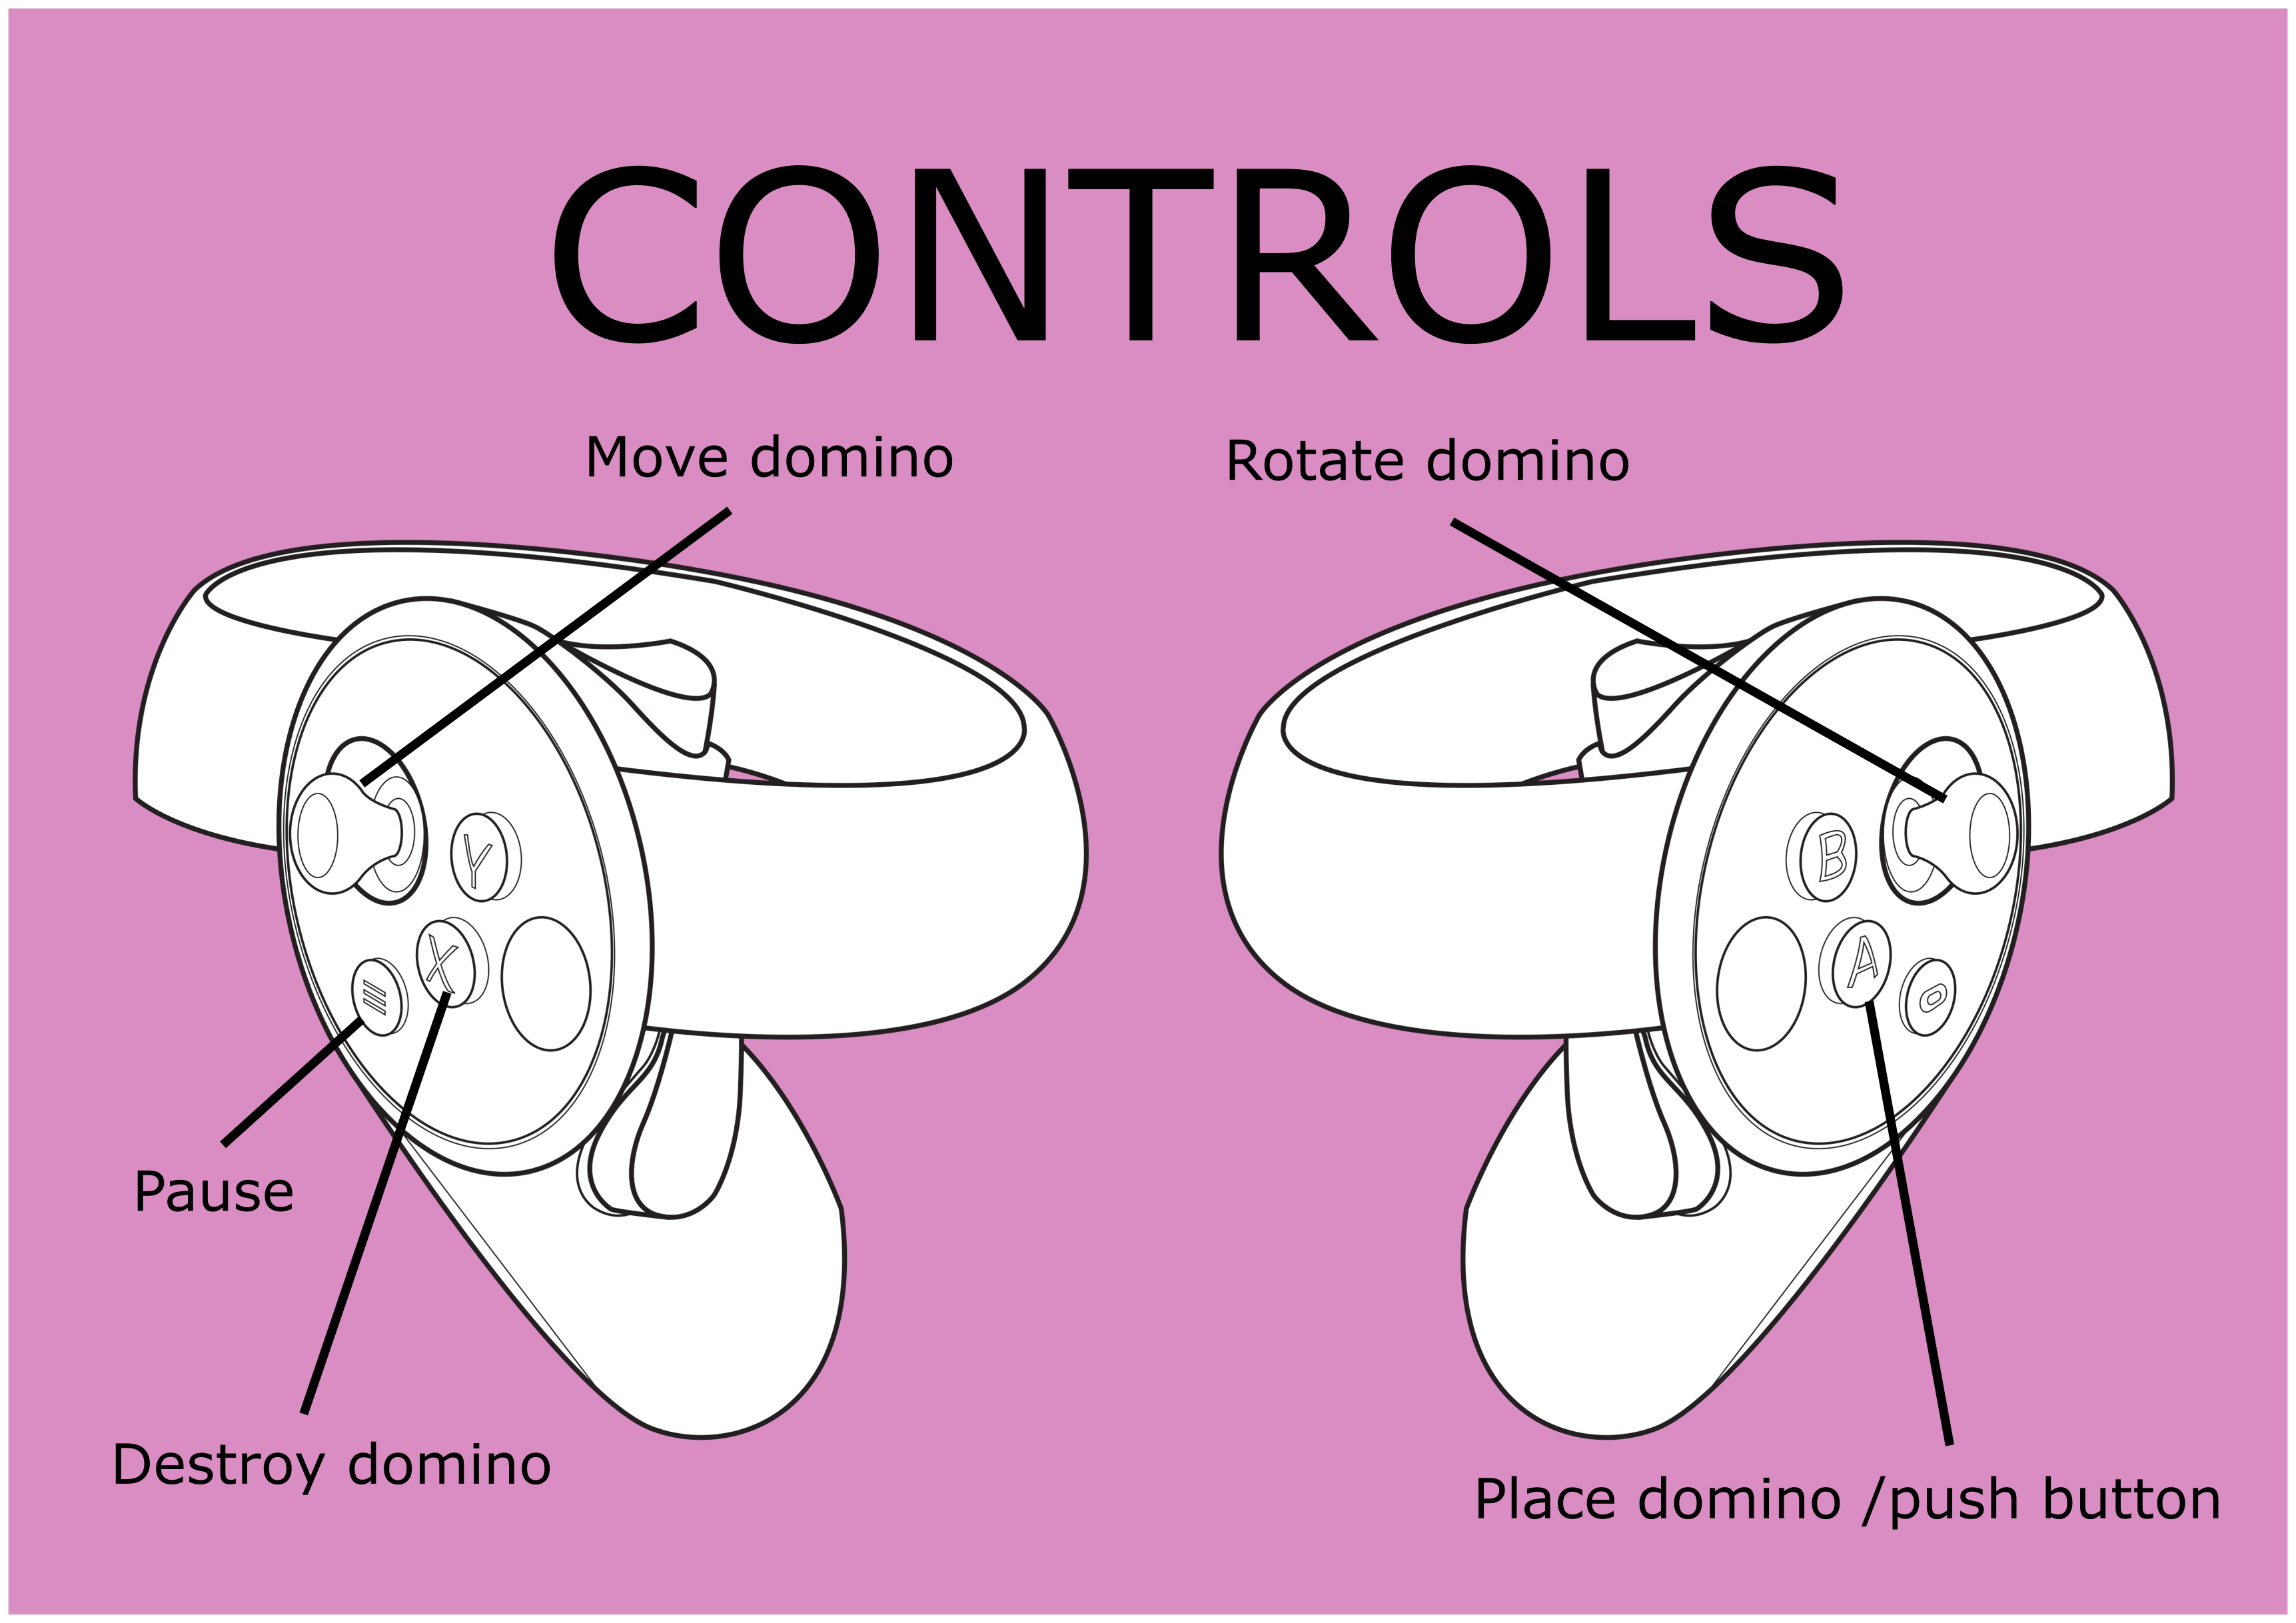 CONTROLS
Move domino
Rotate domino
Y
B
X
A
Pause
Destroy domino
Place domino /push button